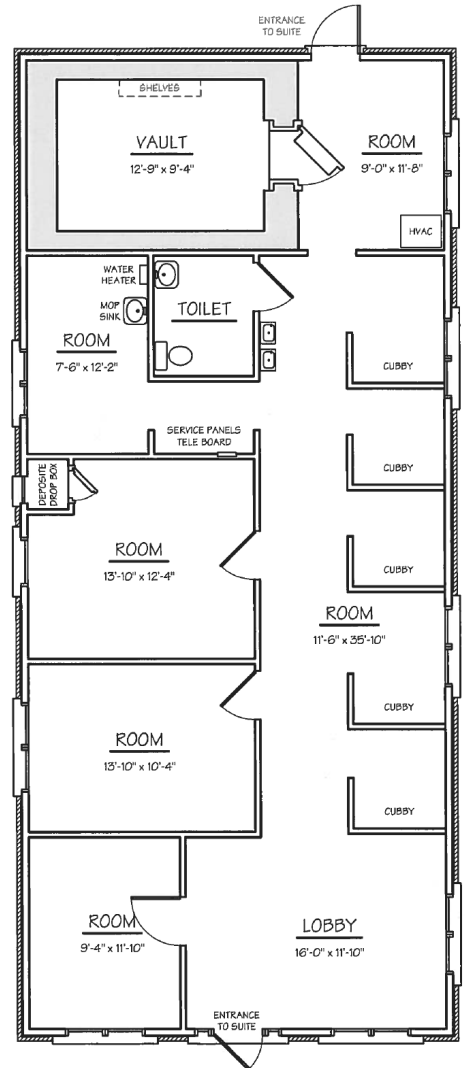 ENTRANCE
TO SUITE
SHELVES
VAULT
12'-9" x 9'-4"
ROOM
9'-0" x 11'-8"
HVAC
WATER
HEATER
MOP
SINK
TOILET
ROOM
7'-6" x 12'-2"
CUBBY
SERVICE PANELS
TELE BOARD
CUBBY
DEPOSITE
DROP BOX
ROOM
13'-10" x 12'-4"
CUBBY
ROOM
11'-6" x 35'-10"
CUBBY
ROOM
13'-10" x 10'-4"
CUBBY
ROOM
9'-4" x 11'-10"
LOBBY
16'-0" x 11'-10"
ENTRANCE
TO SUITE